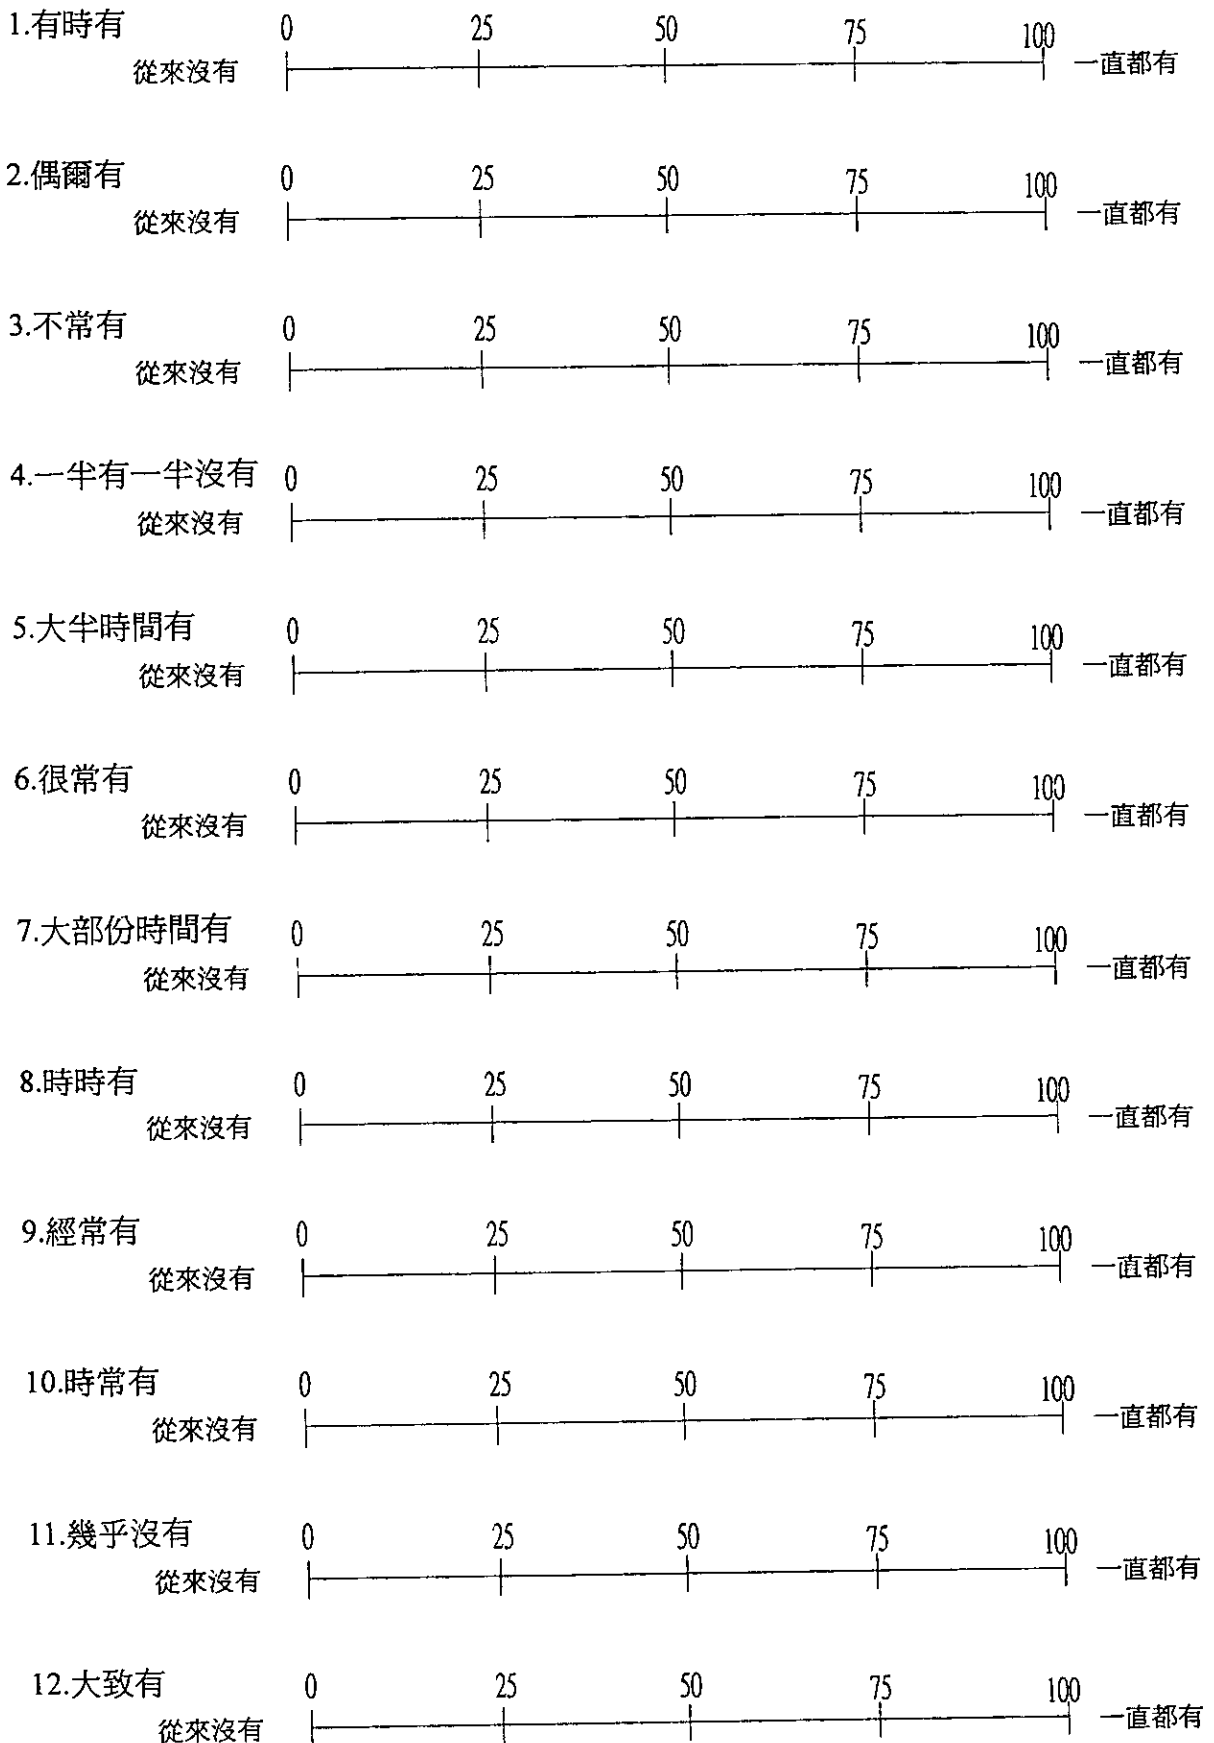 1.有時有 0 25 50 75 100
從來沒有 一直都有
2.偶爾有 0 25 50 75 100
從來沒有 一直都有
3.不常有 0 25 50 75 100
從來沒有 一直都有
4.一半有一半沒有 0 25 50 75 100
從來沒有 一直都有
5.大半時間有 0 25 50 75 100
從來沒有 一直都有
6.很常有 0 25 50 75 100
從來沒有 一直都有
7.大部份時間有 0 25 50 75 100
從來沒有 一直都有
8.時時有 0 25 50 75 100
從來沒有 一直都有
9.經常有 0 25 50 75 100
從來沒有 一直都有
10.時常有 0 25 50 75 100
從來沒有 一直都有
11.幾乎沒有 0 25 50 75 100
從來沒有 一直都有
12.大致有 0 25 50 75 100
從來沒有 一直都有